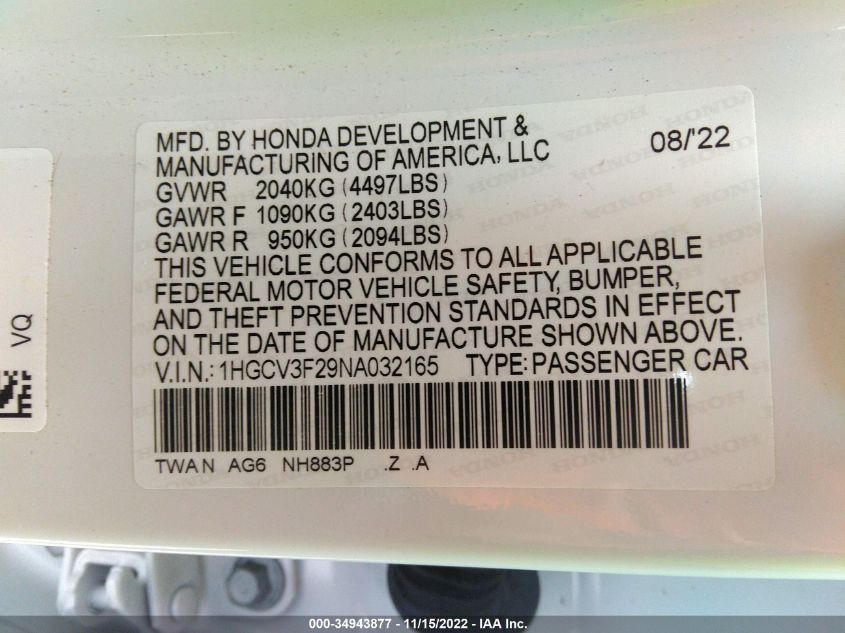 MFD. BY HONDA DEVELOPMENT & 08/'22
MANUFACTURING OF AMERICA, LLC
GVWR 2040KG (4497LBS)
GAWR F 1090KG (2403LBS)
GAWR R 950KG (2094LBS)
THIS VEHICLE CONFORMS TO ALL APPLICABLE
FEDERAL MOTOR VEHICLE SAFETY, BUMPER,
AND THEFT PREVENTION STANDARDS IN EFFECT
ON THE DATE OF MANUFACTURE SHOWN ABOVE.
V.I.N.: 1HGCV3F29NA032165 TYPE: PASSENGER CAR
TWA N AG6 NH883P .Z .A
VQ
000-34943877 - 11/15/2022 - IAA Inc.